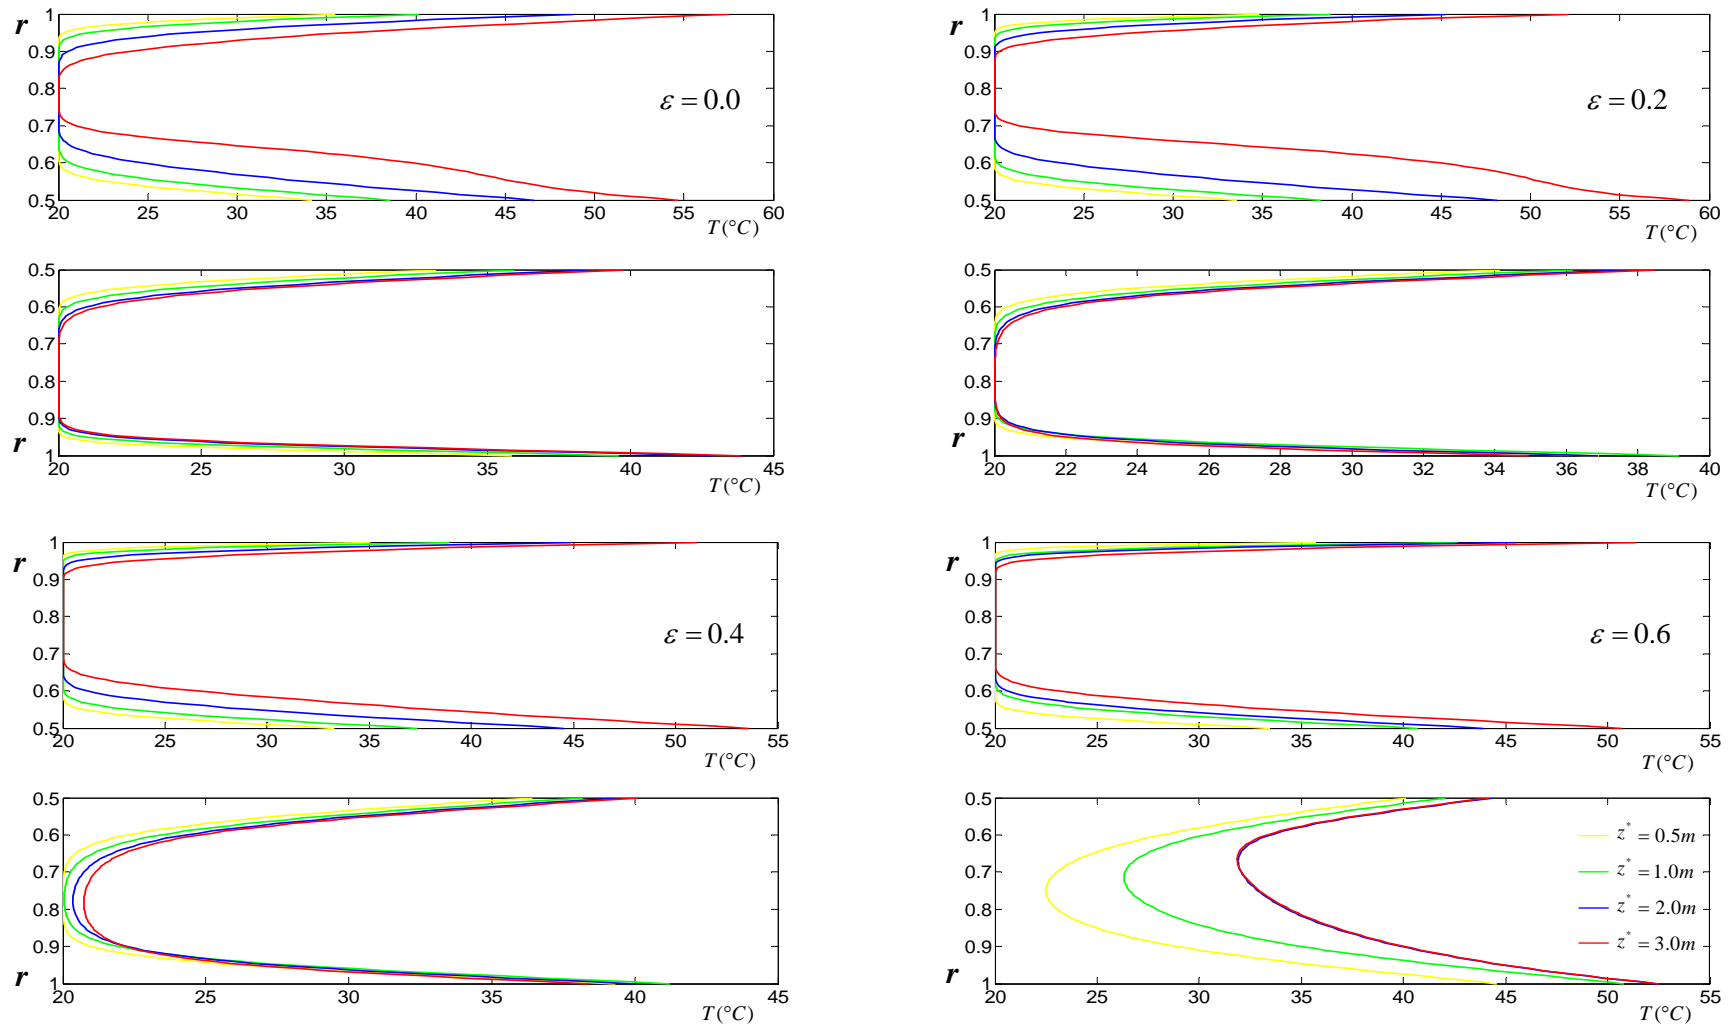 r
1
0.9
0.8
0.7
0.6
0.5
ε = 0.0
20 25 30 35 40 45 50 55 60
T(°C)
r
1
0.9
0.8
0.7
0.6
0.5
ε = 0.2
20 25 30 35 40 45 50 55 60
T(°C)
0.5
0.6
0.7
0.8
0.9
r
1
20 25 30 35 40 45
T(°C)
0.5
0.6
0.7
0.8
0.9
r
1
20 22 24 26 28 30 32 34 36 38 40
T(°C)
1
r
0.9
0.8
0.7
0.6
0.5
ε = 0.4
20 25 30 35 40 45 50 55
T(°C)
1
r
0.9
0.8
0.7
0.6
0.5
ε = 0.6
20 25 30 35 40 45 50 55
T(°C)
0.5
0.6
0.7
0.8
0.9
r
1
20 25 30 35 40 45
T(°C)
0.5
0.6
0.7
0.8
0.9
r
1
z* = 0.5m
z* = 1.0m
z* = 2.0m
z* = 3.0m
20 25 30 35 40 45 50 55
T(°C)